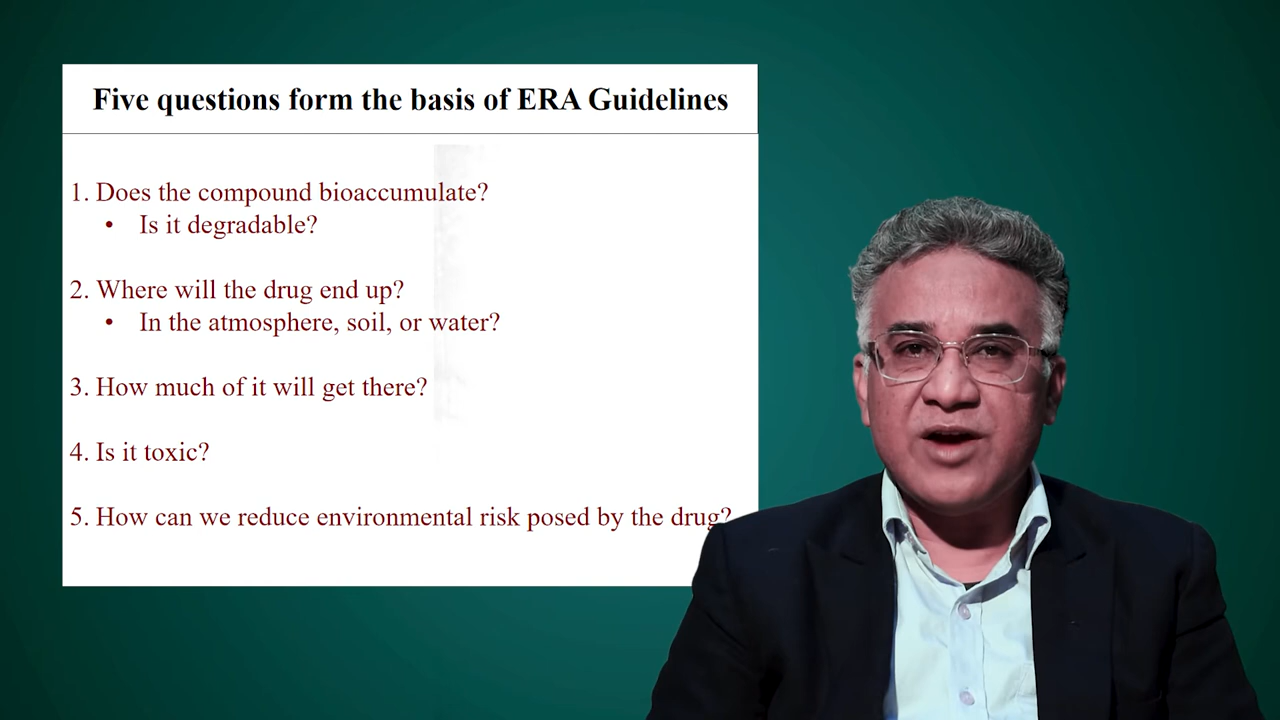 Five questions form the basis of ERA Guidelines
1. Does the compound bioaccumulate?
• Is it degradable?
2. Where will the drug end up?
• In the atmosphere, soil, or water?
3. How much of it will get there?
4. Is it toxic?
5. How can we reduce environmental risk posed by the drug?